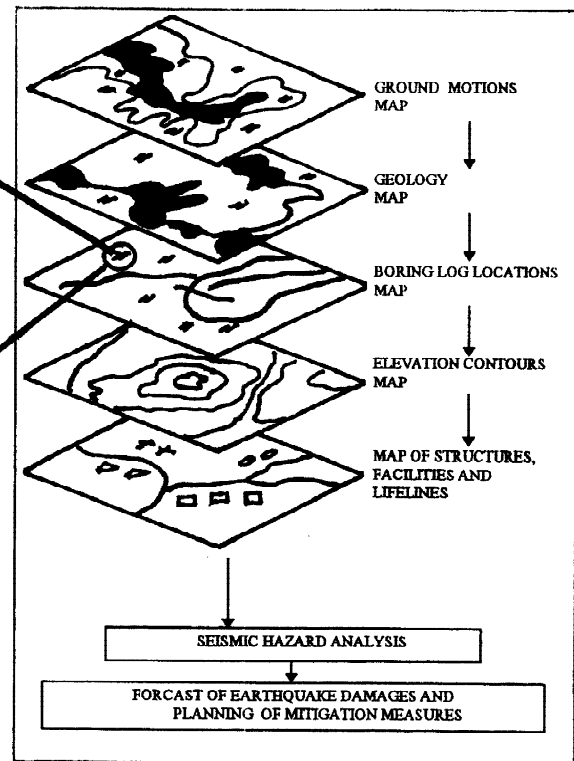 GROUND MOTIONS
MAP
GEOLOGY
MAP
BORING LOG LOCATIONS
MAP
ELEVATION CONTOURS
MAP
MAP OF STRUCTURES,
FACILITIES AND
LIFELINES
SEISMIC HAZARD ANALYSIS
FORCAST OF EARTHQUAKE DAMAGES AND
PLANNING OF MITIGATION MEASURES